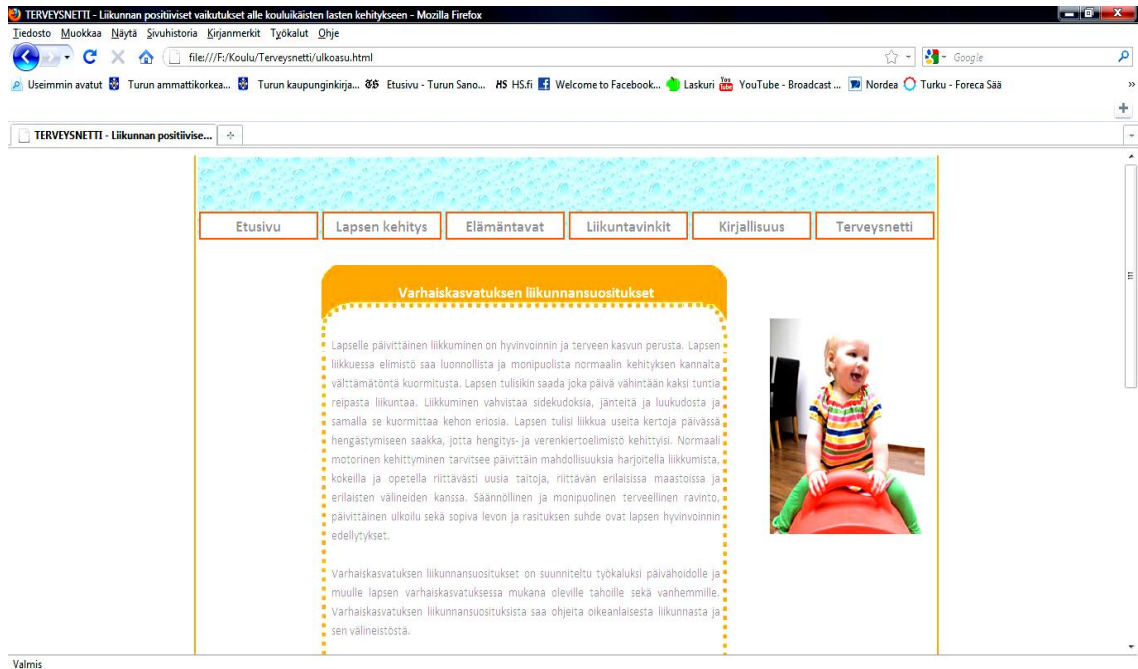 TERVEYSNETTI - Liikunnan positiiviset vaikutukset alle kouluikäisten lasten kehitykseen - Mozilla Firefox
Tiedosto Muokkaa Näytä Sivuhistoria Kirjanmerkit Työkalut Ohje
file:///F:/Koulu/Terveysnetti/ulkoasu.html
Google
Useimmin avatut Turun ammattikorkea... Turun kaupunginkirja... Etusivu - Turun Sano... HS HS.fi Welcome to Facebook... Laskuri You Tube YouTube - Broadcast ... Nordea Turku - Foreca Sää »
TERVEYSNETTI - Liikunnan positiivise...
Etusivu Lapsen kehitys Elämäntavat Liikuntavinkit Kirjallisuus Terveysnetti
Varhaiskasvatuksen liikunnansuositukset
Lapselle päivittäinen liikkuminen on hyvinvoinnin ja terveen kasvun perusta. Lapsen
liikkuessa elimistö saa luonnollista ja monipuolista normaalin kehityksen kannalta
välttämätöntä kuormitusta. Lapsen tulisikin saada joka päivä vähintään kaksi tuntia
reipasta liikuntaa. Liikkuminen vahvistaa sidekudoksia, jänteitä ja luukudosta ja
samalla se kuormittaa kehon eriosia. Lapsen tulisi liikkua useita kertoja päivässä
hengästymiseen saakka, jotta hengitys- ja verenkiertoelimistö kehittyisi. Normaali
motorinen kehittyminen tarvitsee päivittäin mahdollisuuksia harjoitella liikkumista,
kokeilla ja opetella riittävästi uusia taitoja, riittävän erilaisissa maastoissa ja
erilaisten välineiden kanssa. Säännöllinen ja monipuolinen terveellinen ravinto,
päivittäinen ulkoilu sekä sopiva levon ja rasituksen suhde ovat lapsen hyvinvoinnin
edellytykset.
Varhaiskasvatuksen liikunnansuositukset on suunniteltu työkaluksi päivähoidolle ja
muulle lapsen varhaiskasvatuksessa mukana oleville tahoille sekä vanhemmille.
Varhaiskasvatuksen liikunnansuosituksista saa ohjeita oikeanlaisesta liikunnasta ja
sen välineistöstä.
Valmis